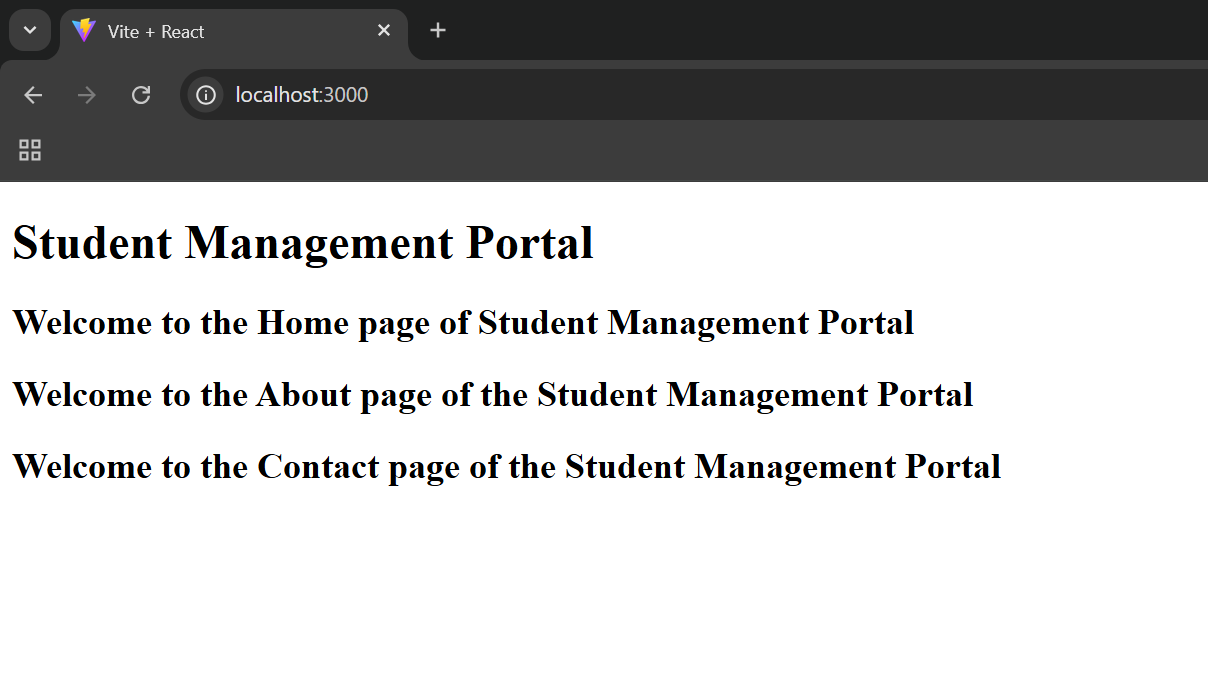 Vite + React
localhost:3000
Student Management Portal
Welcome to the Home page of Student Management Portal
Welcome to the About page of the Student Management Portal
Welcome to the Contact page of the Student Management Portal